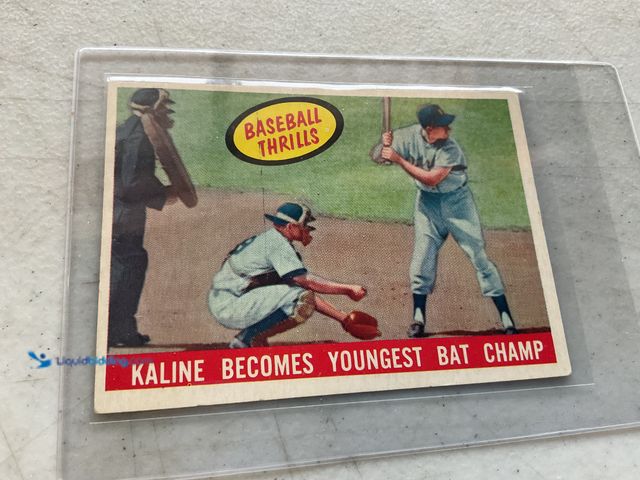 BASEBALL
THRILLS
KALINE BECOMES YOUNGEST BAT CHAMP